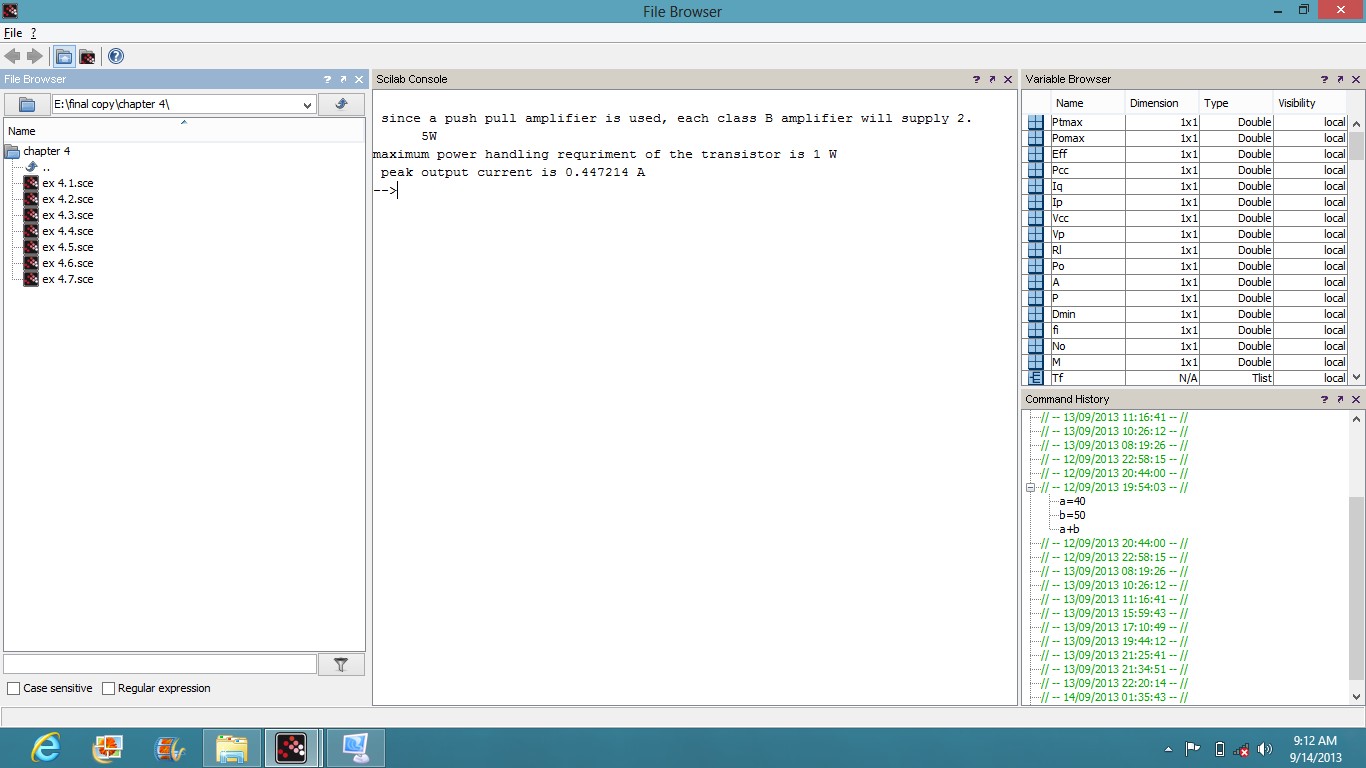 File Browser
File ?
File Browser
E:\final copy\chapter 4\
Name
chapter 4
..
ex 4.1.sce
ex 4.2.sce
ex 4.3.sce
ex 4.4.sce
ex 4.5.sce
ex 4.6.sce
ex 4.7.sce
Case sensitive Regular expression
Scilab Console
since a push pull amplifier is used, each class B amplifier will supply 2.
5W
maximum power handling requriment of the transistor is 1 W
peak output current is 0.447214 A
-->
Variable Browser
Name Dimension Type Visibility
Ptmax 1x1 Double local
Pomax 1x1 Double local
Eff 1x1 Double local
Pcc 1x1 Double local
Iq 1x1 Double local
Ip 1x1 Double local
Vcc 1x1 Double local
Vp 1x1 Double local
Rl 1x1 Double local
Po 1x1 Double local
A 1x1 Double local
P 1x1 Double local
Dmin 1x1 Double local
fi 1x1 Double local
No 1x1 Double local
M 1x1 Double local
Tf N/A Tlist local
Command History
// -- 13/09/2013 11:16:41 -- //
// -- 13/09/2013 10:26:12 -- //
// -- 13/09/2013 08:19:26 -- //
// -- 12/09/2013 22:58:15 -- //
// -- 12/09/2013 20:44:00 -- //
// -- 12/09/2013 19:54:03 -- //
a=40
b=50
a+b
// -- 12/09/2013 20:44:00 -- //
// -- 12/09/2013 22:58:15 -- //
// -- 13/09/2013 08:19:26 -- //
// -- 13/09/2013 10:26:12 -- //
// -- 13/09/2013 11:16:41 -- //
// -- 13/09/2013 15:59:43 -- //
// -- 13/09/2013 17:10:49 -- //
// -- 13/09/2013 19:44:12 -- //
// -- 13/09/2013 21:25:41 -- //
// -- 13/09/2013 21:34:51 -- //
// -- 13/09/2013 22:20:14 -- //
// -- 14/09/2013 01:35:43 -- //
9:12 AM
9/14/2013